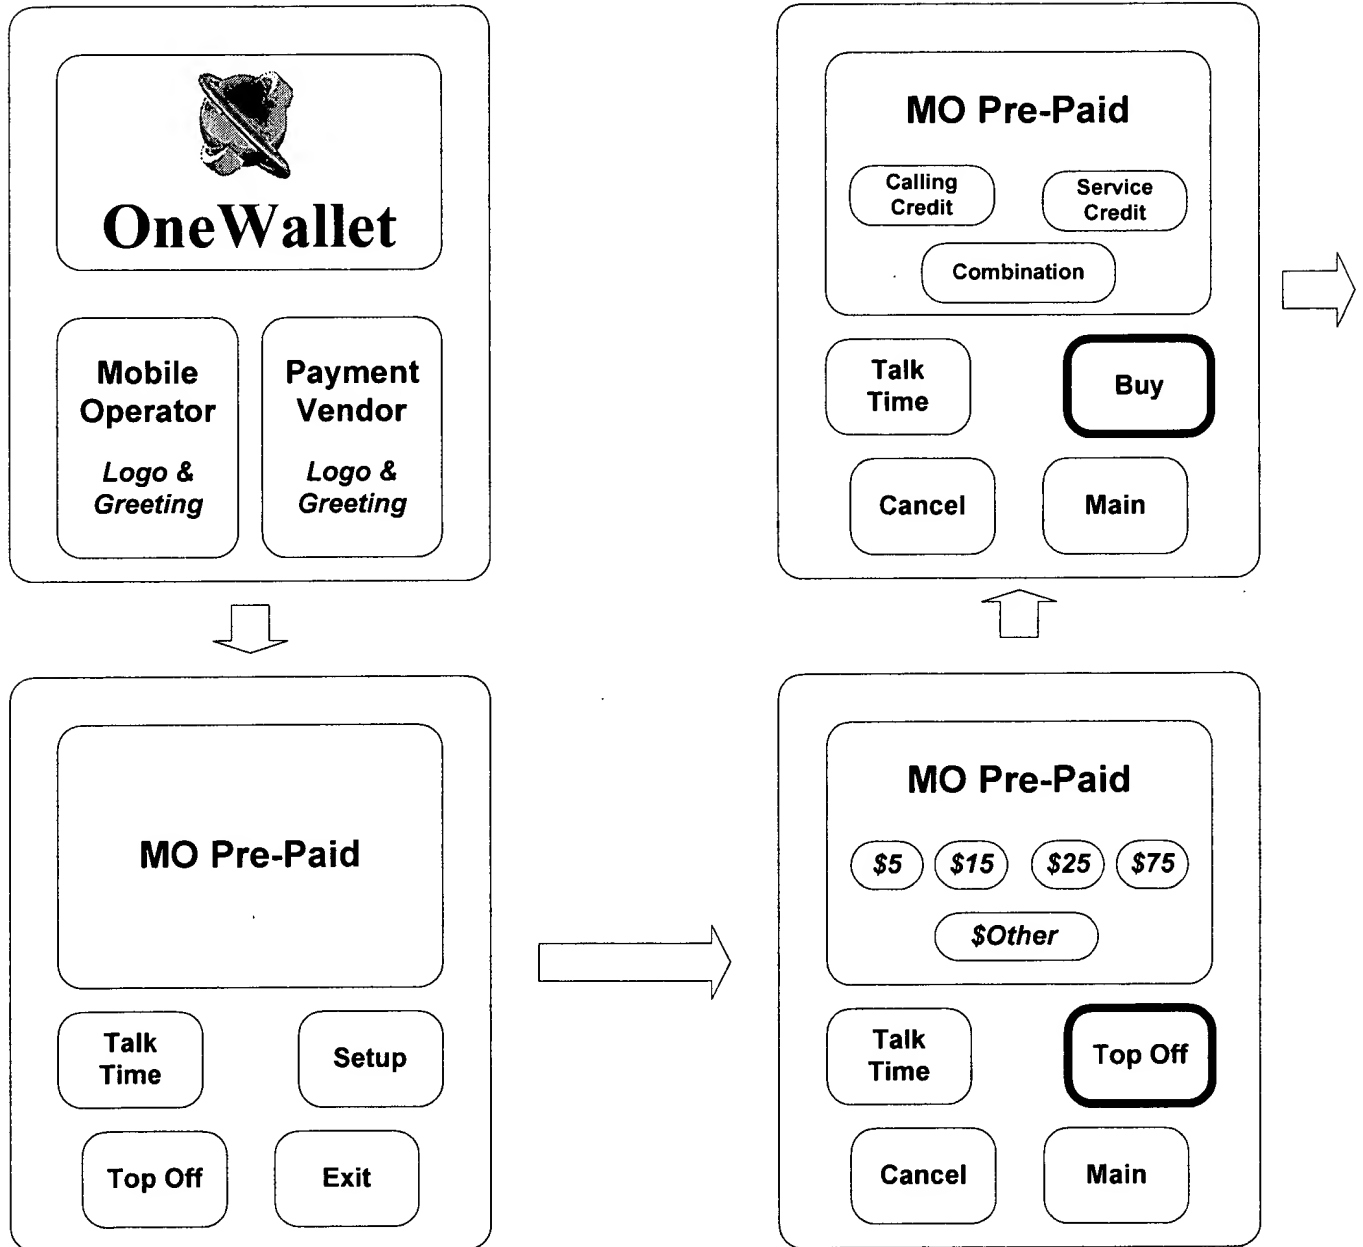 OneWallet
Mobile
Operator
Logo &
Greeting
Payment
Vendor
Logo &
Greeting
MO Pre-Paid
Talk
Time
Setup
Top Off
Exit
MO Pre-Paid
$5
$15
$25
$75
$Other
Talk
Time
Top Off
Cancel
Main
MO Pre-Paid
Calling
Credit
Service
Credit
Combination
Talk
Time
Buy
Cancel
Main